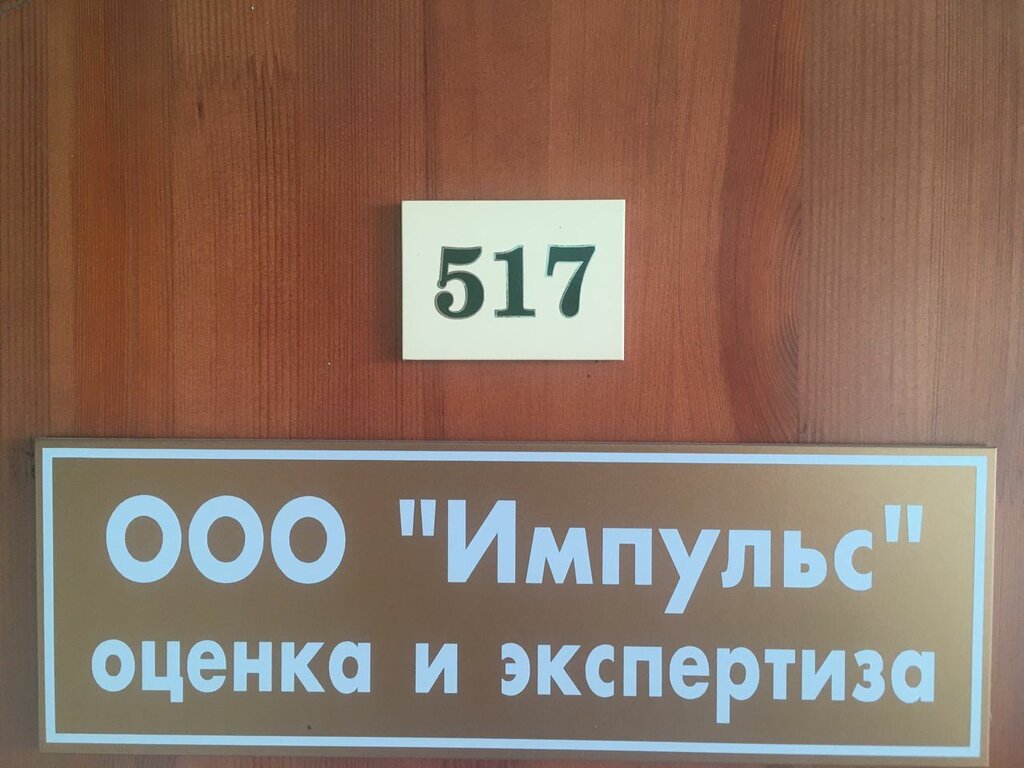 517
ООО "Импульс"
оценка и экспертиза